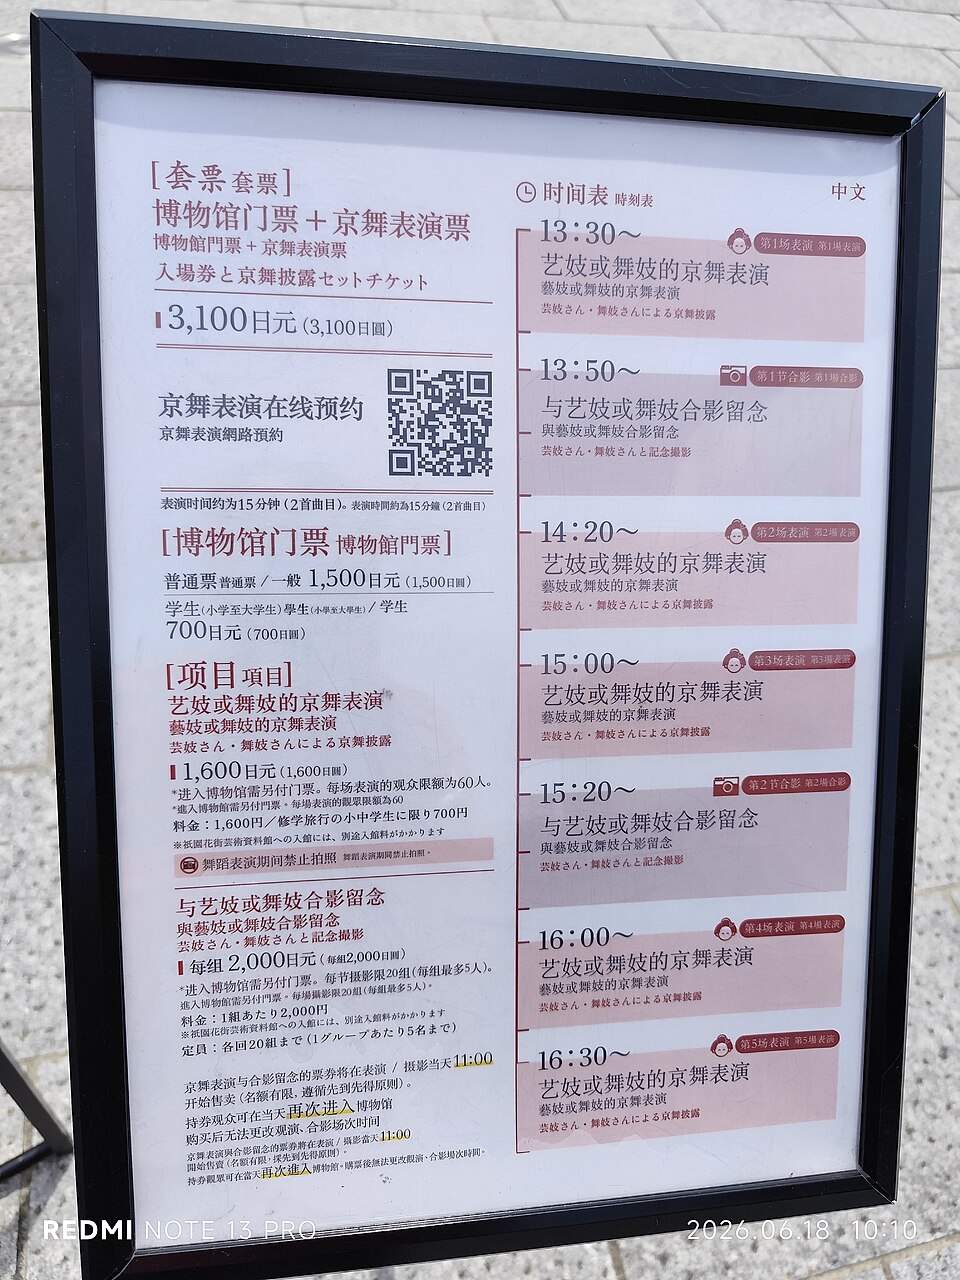 [套票 套票]
博物馆门票＋京舞表演票
博物館門票＋京舞表演票
入場券と京舞披露セットチケット
3,100日元（3,100日圓）
京舞表演在线预约
京舞表演網路預約
表演时间约为15分钟（2首曲目）。表演時間約為15分鐘（2首曲目）
[博物馆门票 博物館門票]
普通票 普通票 / 一般 1,500日元（1,500日圓）
学生（小学至大学生）學生（小學至大學生）/ 学生
700日元（700日圓）
[项目 項目]
艺妓或舞妓的京舞表演
藝妓或舞妓的京舞表演
芸妓さん・舞妓さんによる京舞披露
1,600日元（1,600日圓）
*进入博物馆需另付门票。每场表演的观众限额为60人。
*進入博物館需另付門票。每場表演的觀眾限額為60
料金：1,600円／修学旅行の小中学生に限り700円
※祇園花街芸術資料館への入館には、別途入館料がかかります
舞蹈表演期间禁止拍照 舞蹈表演期間禁止拍照。
与艺妓或舞妓合影留念
與藝妓或舞妓合影留念
芸妓さん・舞妓さんと記念撮影
每组 2,000日元（每組2,000日圓）
*进入博物馆需另付门票。每节摄影限20组（每组最多5人）。
進入博物館需另付門票。每場攝影限20組（每組最多5人）。
料金：1組あたり2,000円
※祇園花街芸術資料館への入館には、別途入館料がかかります
定員：各回20組まで（1グループあたり5名まで）
京舞表演与合影留念的票券将在表演 / 摄影当天11:00
开始售卖（名额有限，遵循先到先得原则）。
持券观众可在当天再次进入博物馆
购买后无法更改观演、合影场次时间
京舞表演與合影留念的票券將在表演 / 攝影當天11:00
開始售賣（名額有限，採先到先得原則）。
持券觀眾可在當天再次進入博物館。購票後無法更改觀演、合影場次時間。
时间表 時刻表
中文
13:30～
第1场表演 第1場表演
艺妓或舞妓的京舞表演
藝妓或舞妓的京舞表演
芸妓さん・舞妓さんによる京舞披露
13:50～
第1节合影 第1場合影
与艺妓或舞妓合影留念
與藝妓或舞妓合影留念
芸妓さん・舞妓さんと記念撮影
14:20～
第2场表演 第2場表演
艺妓或舞妓的京舞表演
藝妓或舞妓的京舞表演
芸妓さん・舞妓さんによる京舞披露
15:00～
第3场表演 第3場表演
艺妓或舞妓的京舞表演
藝妓或舞妓的京舞表演
芸妓さん・舞妓さんによる京舞披露
15:20～
第2节合影 第2場合影
与艺妓或舞妓合影留念
與藝妓或舞妓合影留念
芸妓さん・舞妓さんと記念撮影
16:00～
第4场表演 第4場表演
艺妓或舞妓的京舞表演
藝妓或舞妓的京舞表演
芸妓さん・舞妓さんによる京舞披露
16:30～
第5场表演 第5場表演
艺妓或舞妓的京舞表演
藝妓或舞妓的京舞表演
芸妓さん・舞妓さんによる京舞披露
REDMI NOTE 13 PRO
2026.06.18 10:10